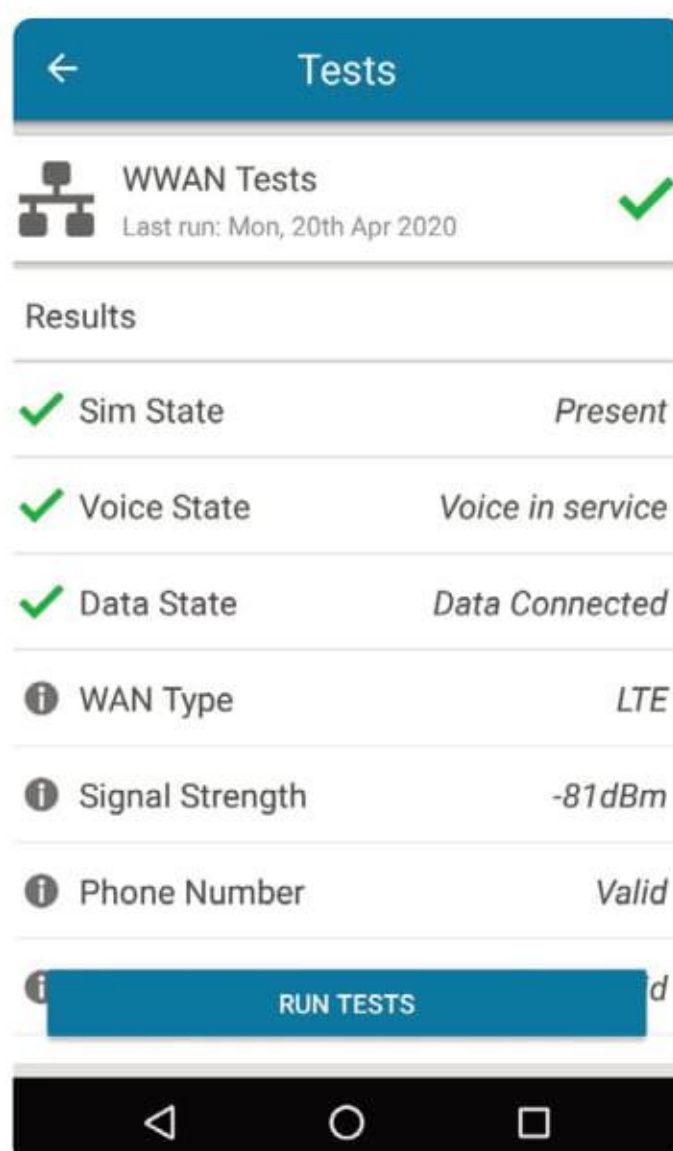 Tests
WWAN Tests
Last run: Mon, 20th Apr 2020
Results
Sim State Present
Voice State Voice in service
Data State Data Connected
WAN Type LTE
Signal Strength -81dBm
Phone Number Valid
RUN TESTS